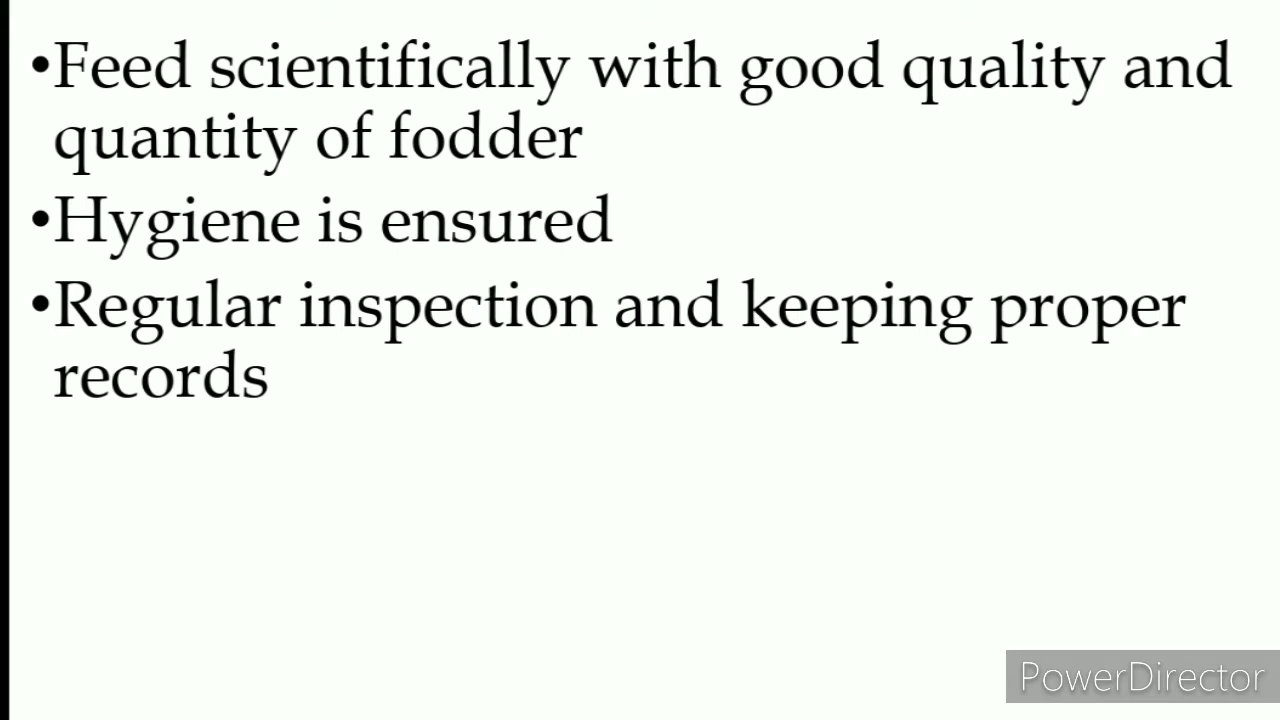 •Feed scientifically with good quality and
quantity of fodder
•Hygiene is ensured
•Regular inspection and keeping proper
records
PowerDirector